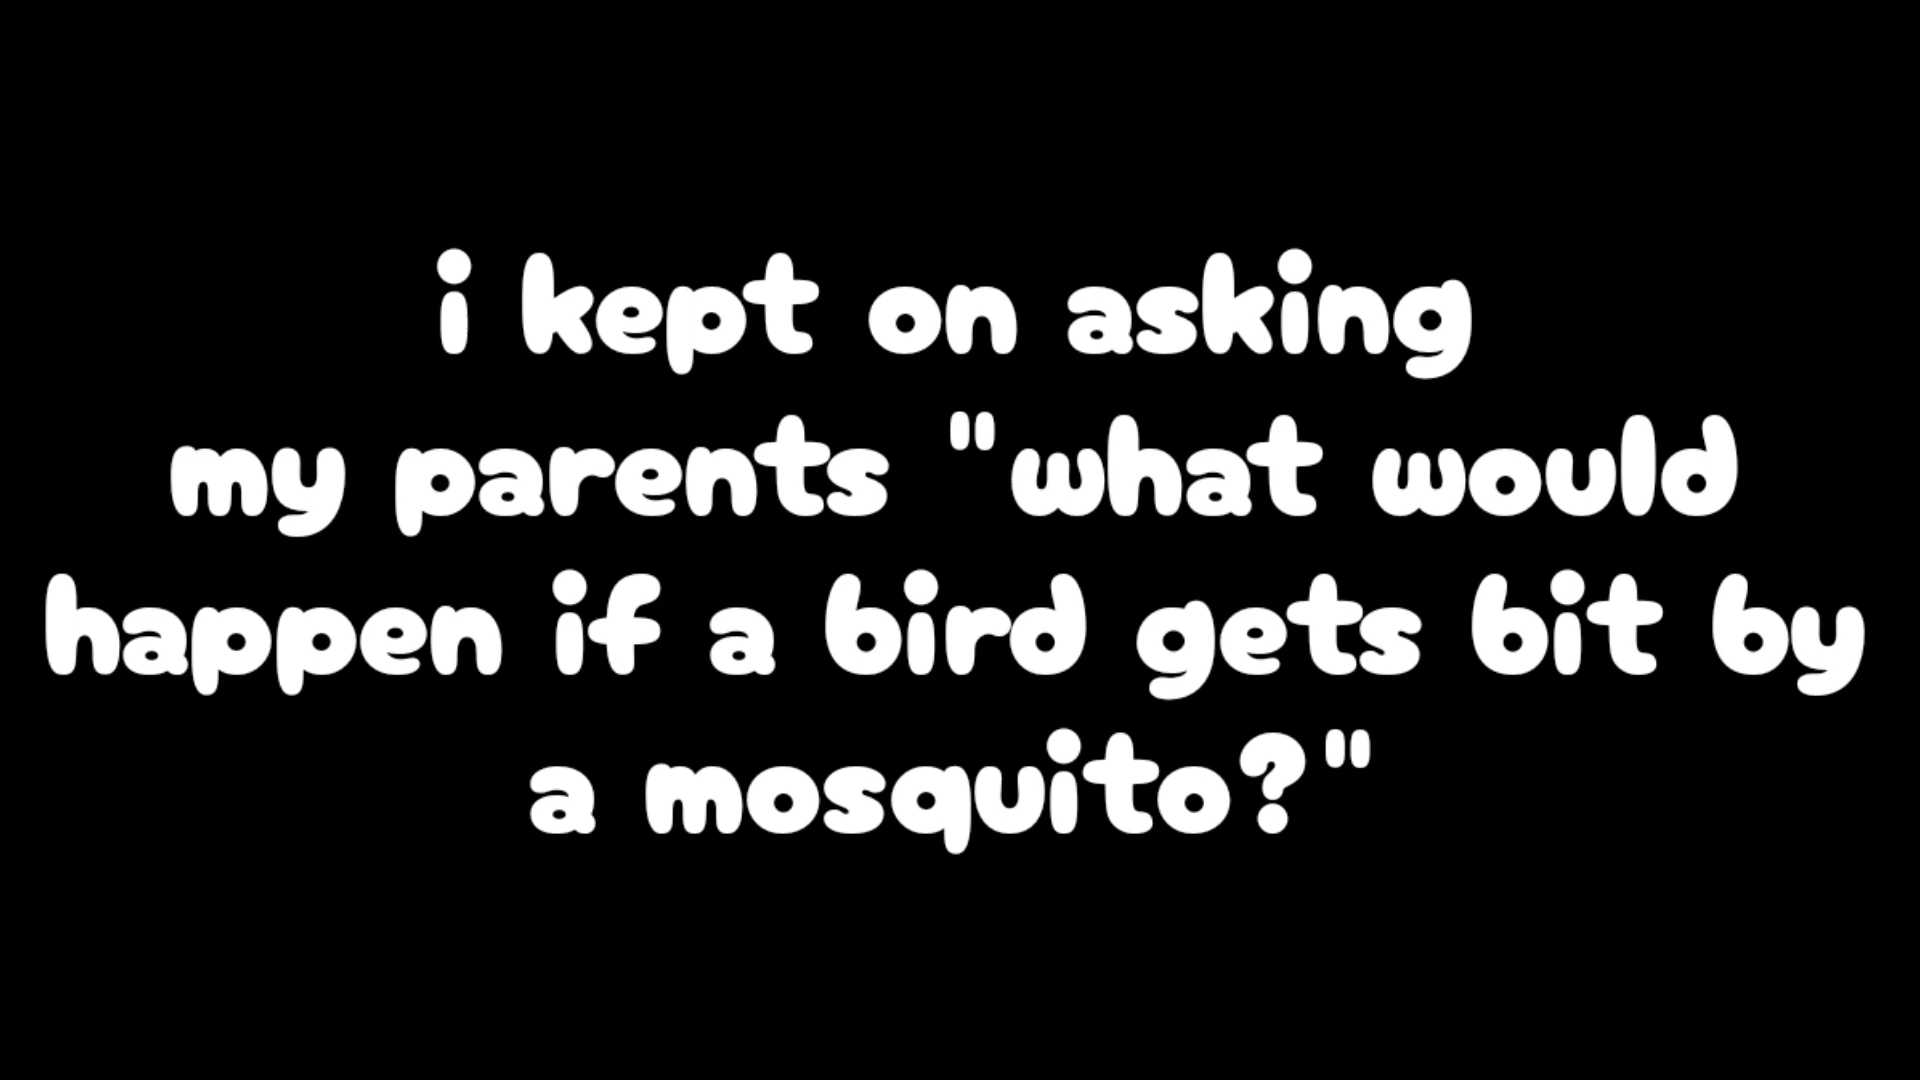 i kept on asking
my parents "what would
happen if a bird gets bit by
a mosquito?"